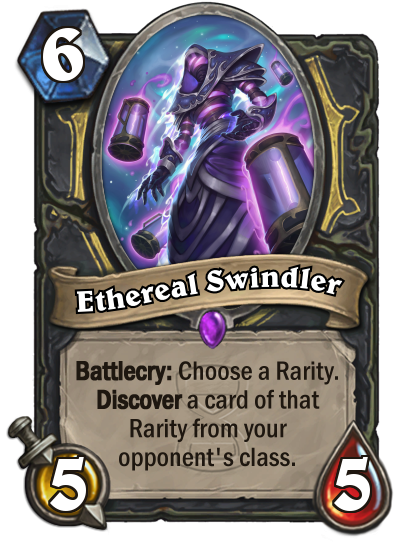 6
Ethereal Swindler
Battlecry: Choose a Rarity.
Discover a card of that
Rarity from your
opponent's class.
5
5